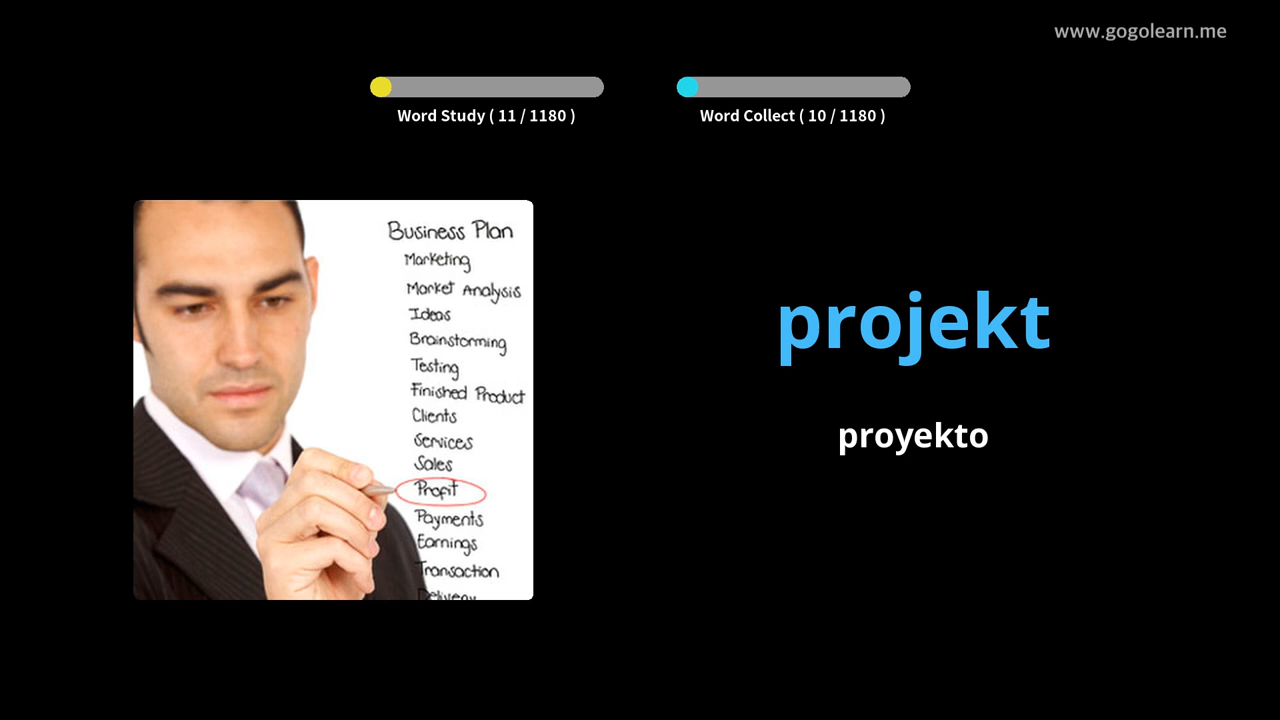 www.gogolearn.me
Word Study ( 11 / 1180 )
Word Collect ( 10 / 1180 )
Business Plan
Marketing
Market Analysis
Ideas
Brainstorming
Testing
Finished Product
Clients
Services
Sales
Profit
Payments
Earnings
Transaction
Delivery
projekt
proyekto